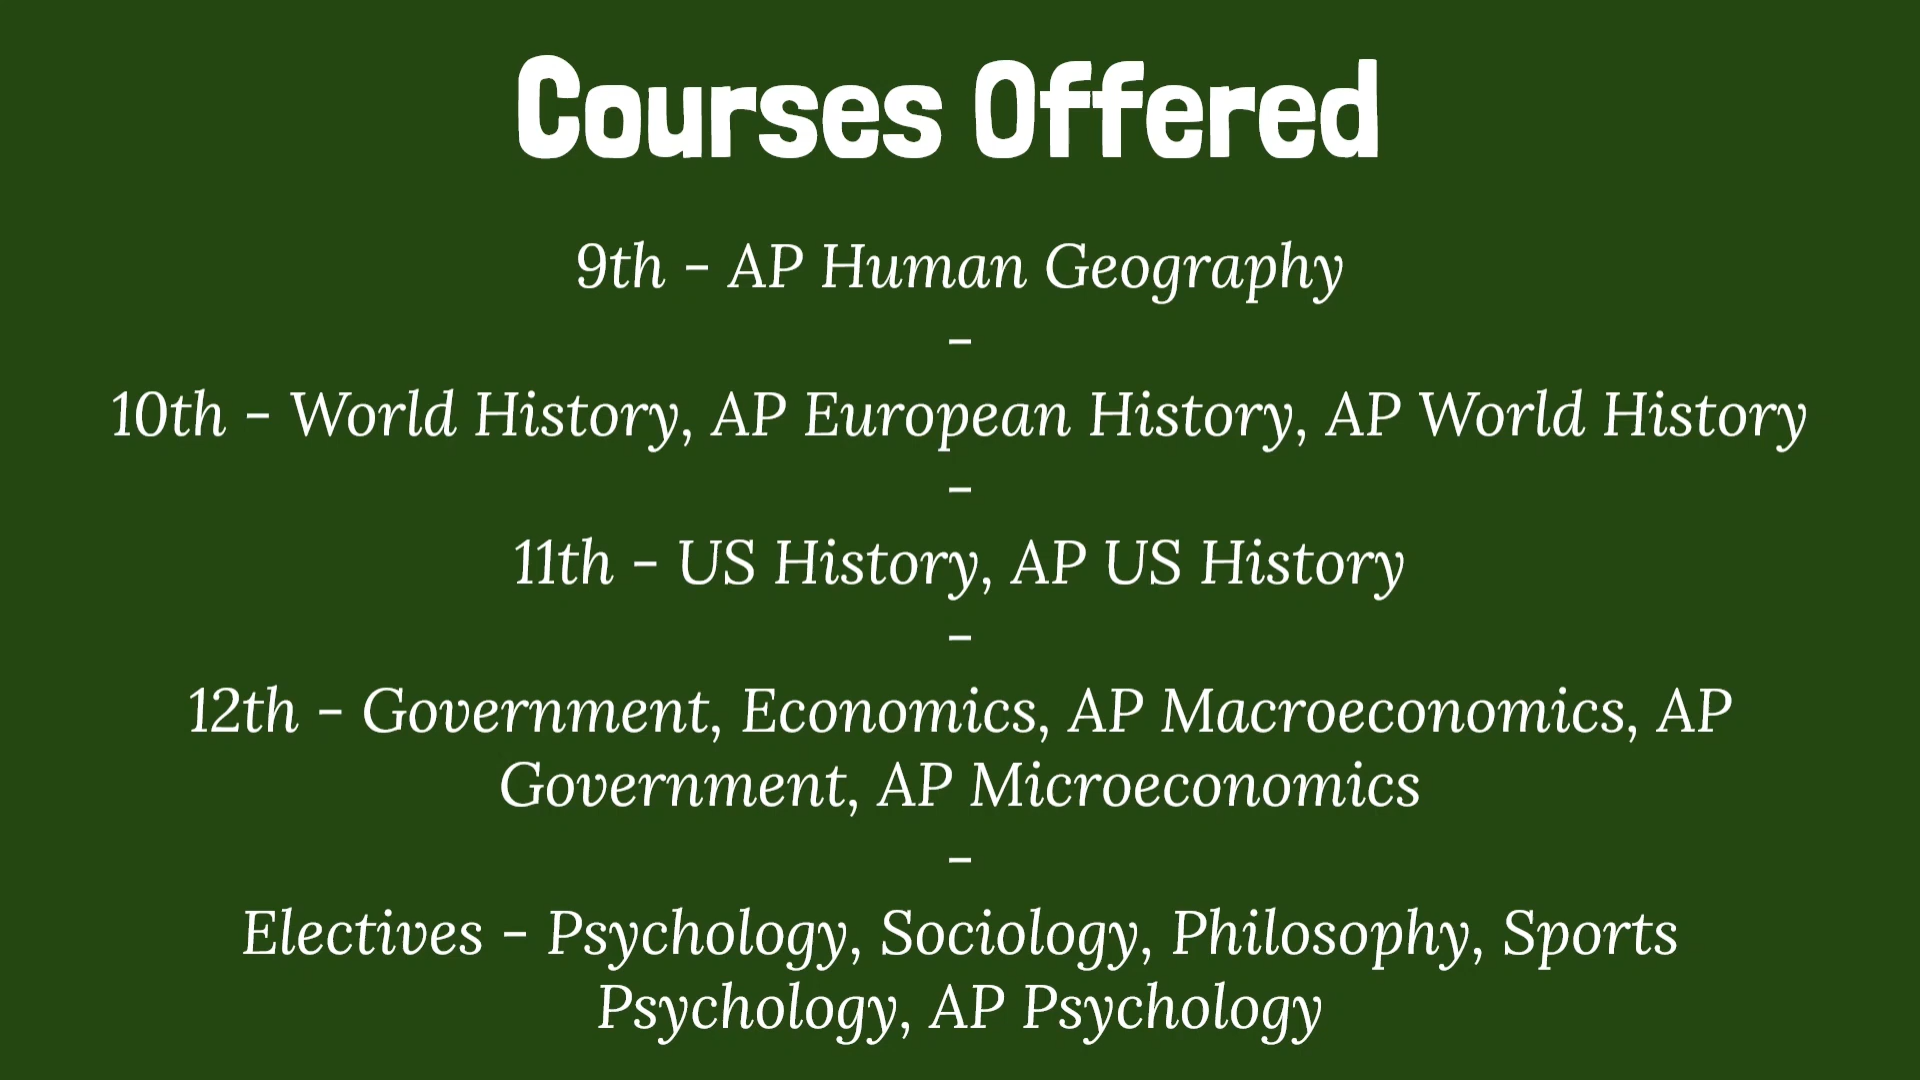 Courses Offered
9th - AP Human Geography
-
10th - World History, AP European History, AP World History
-
11th - US History, AP US History
-
12th - Government, Economics, AP Macroeconomics, AP
Government, AP Microeconomics
-
Electives - Psychology, Sociology, Philosophy, Sports
Psychology, AP Psychology